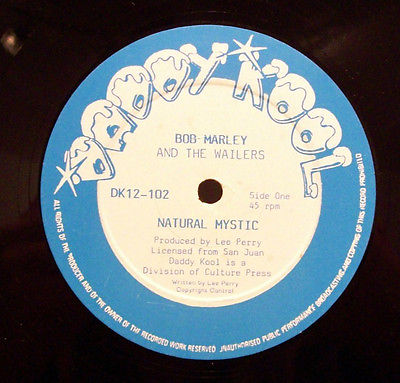 DADDY KOOL
BOB MARLEY
AND THE WAILERS
DK12-102
Side One
45 rpm
NATURAL MYSTIC
Produced by Lee Perry
Licensed from San Juan
Daddy Kool is a
Division of Culture Press
Written by Lee Perry
Copyright Control
ALL RIGHTS OF THE PRODUCER AND OF THE OWNER OF THE RECORDED WORK RESERVED UNAUTHORISED PUBLIC PERFORMANCE BROADCASTING AND COPYING OF THIS RECORD PROHIBITED